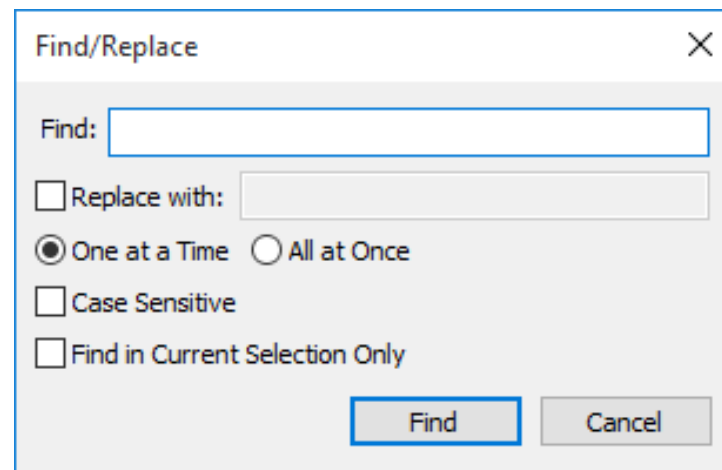 Find/Replace
Find:
Replace with:
One at a Time All at Once
Case Sensitive
Find in Current Selection Only
Find Cancel